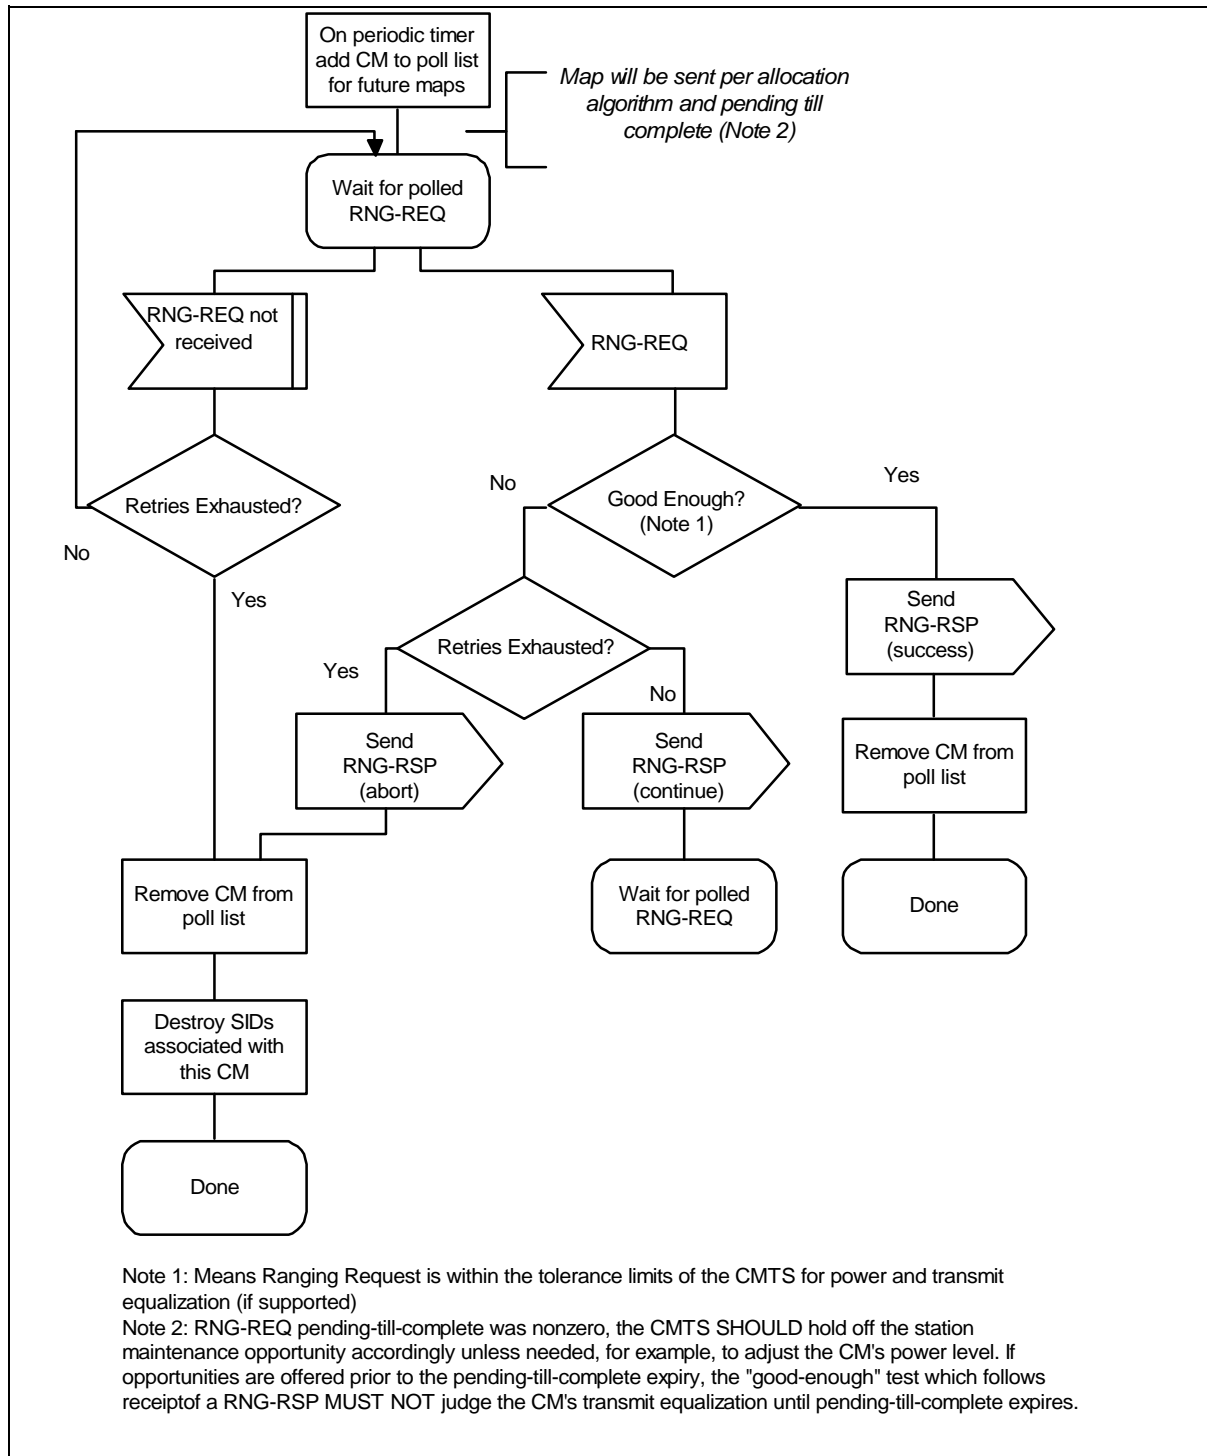 On periodic timer
add CM to poll list
for future maps
Map will be sent per allocation
algorithm and pending till
complete (Note 2)
Wait for polled
RNG-REQ
RNG-REQ not
received
RNG-REQ
Retries Exhausted?
No
Yes
No
Good Enough?
(Note 1)
Yes
Send
RNG-RSP
(success)
Retries Exhausted?
Yes
No
Send
RNG-RSP
(abort)
Send
RNG-RSP
(continue)
Remove CM from
poll list
Remove CM from
poll list
Wait for polled
RNG-REQ
Done
Destroy SIDs
associated with
this CM
Done
Note 1: Means Ranging Request is within the tolerance limits of the CMTS for power and transmit
equalization (if supported)
Note 2: RNG-REQ pending-till-complete was nonzero, the CMTS SHOULD hold off the station
maintenance opportunity accordingly unless needed, for example, to adjust the CM's power level. If
opportunities are offered prior to the pending-till-complete expiry, the "good-enough" test which follows
receiptof a RNG-RSP MUST NOT judge the CM's transmit equalization until pending-till-complete expires.